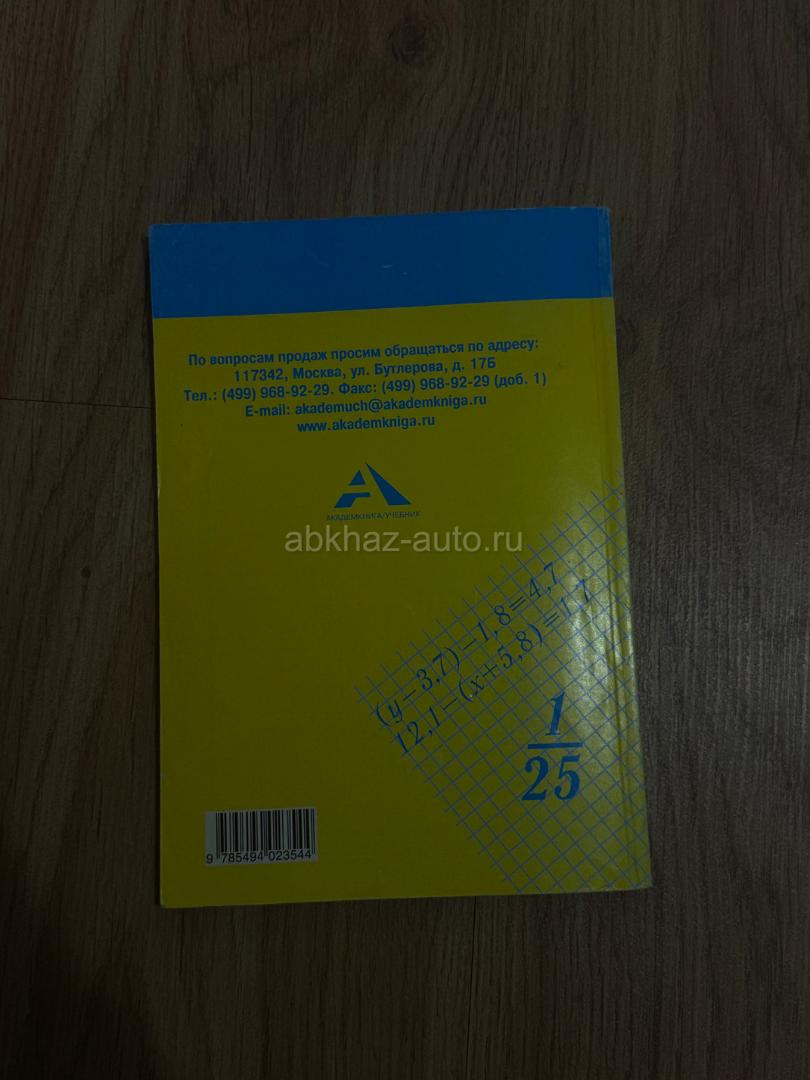 По вопросам продаж просим обращаться по адресу:
117342, Москва, ул. Бутлерова, д. 17Б
Тел.: (499) 968-92-29. Факс: (499) 968-92-29 (доб. 1)
E-mail: akademuch@akademkniga.ru
www.akademkniga.ru
АКАДЕМКНИГА/УЧЕБНИК
abkhaz-auto.ru
(y−3,7)−1,8=4,7
12,1−(x+5,8)=1,7
1
25
9 785494 023544